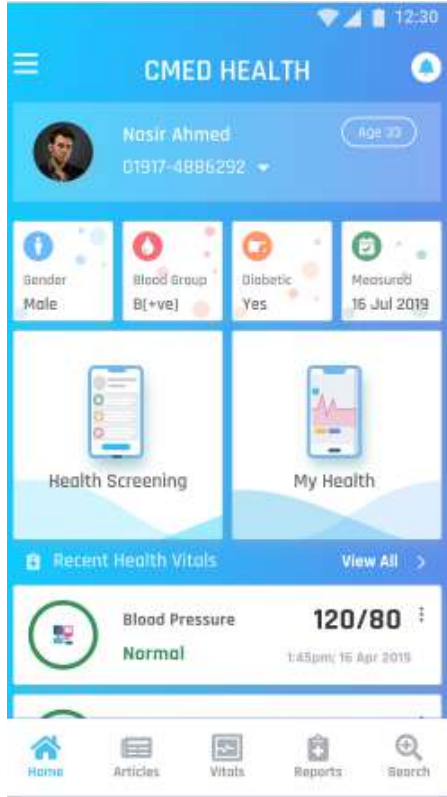 12:30
CMED HEALTH
Nasir Ahmed
Age 33
01917-4886292
Gender
Male
Blood Group
B(+ve)
Diabetic
Yes
Measured
16 Jul 2019
Health Screening
My Health
Recent Health Vitals
View All
Blood Pressure
120/80
Normal
1:45pm; 16 Apr 2019
Home
Articles
Vitals
Reports
Search